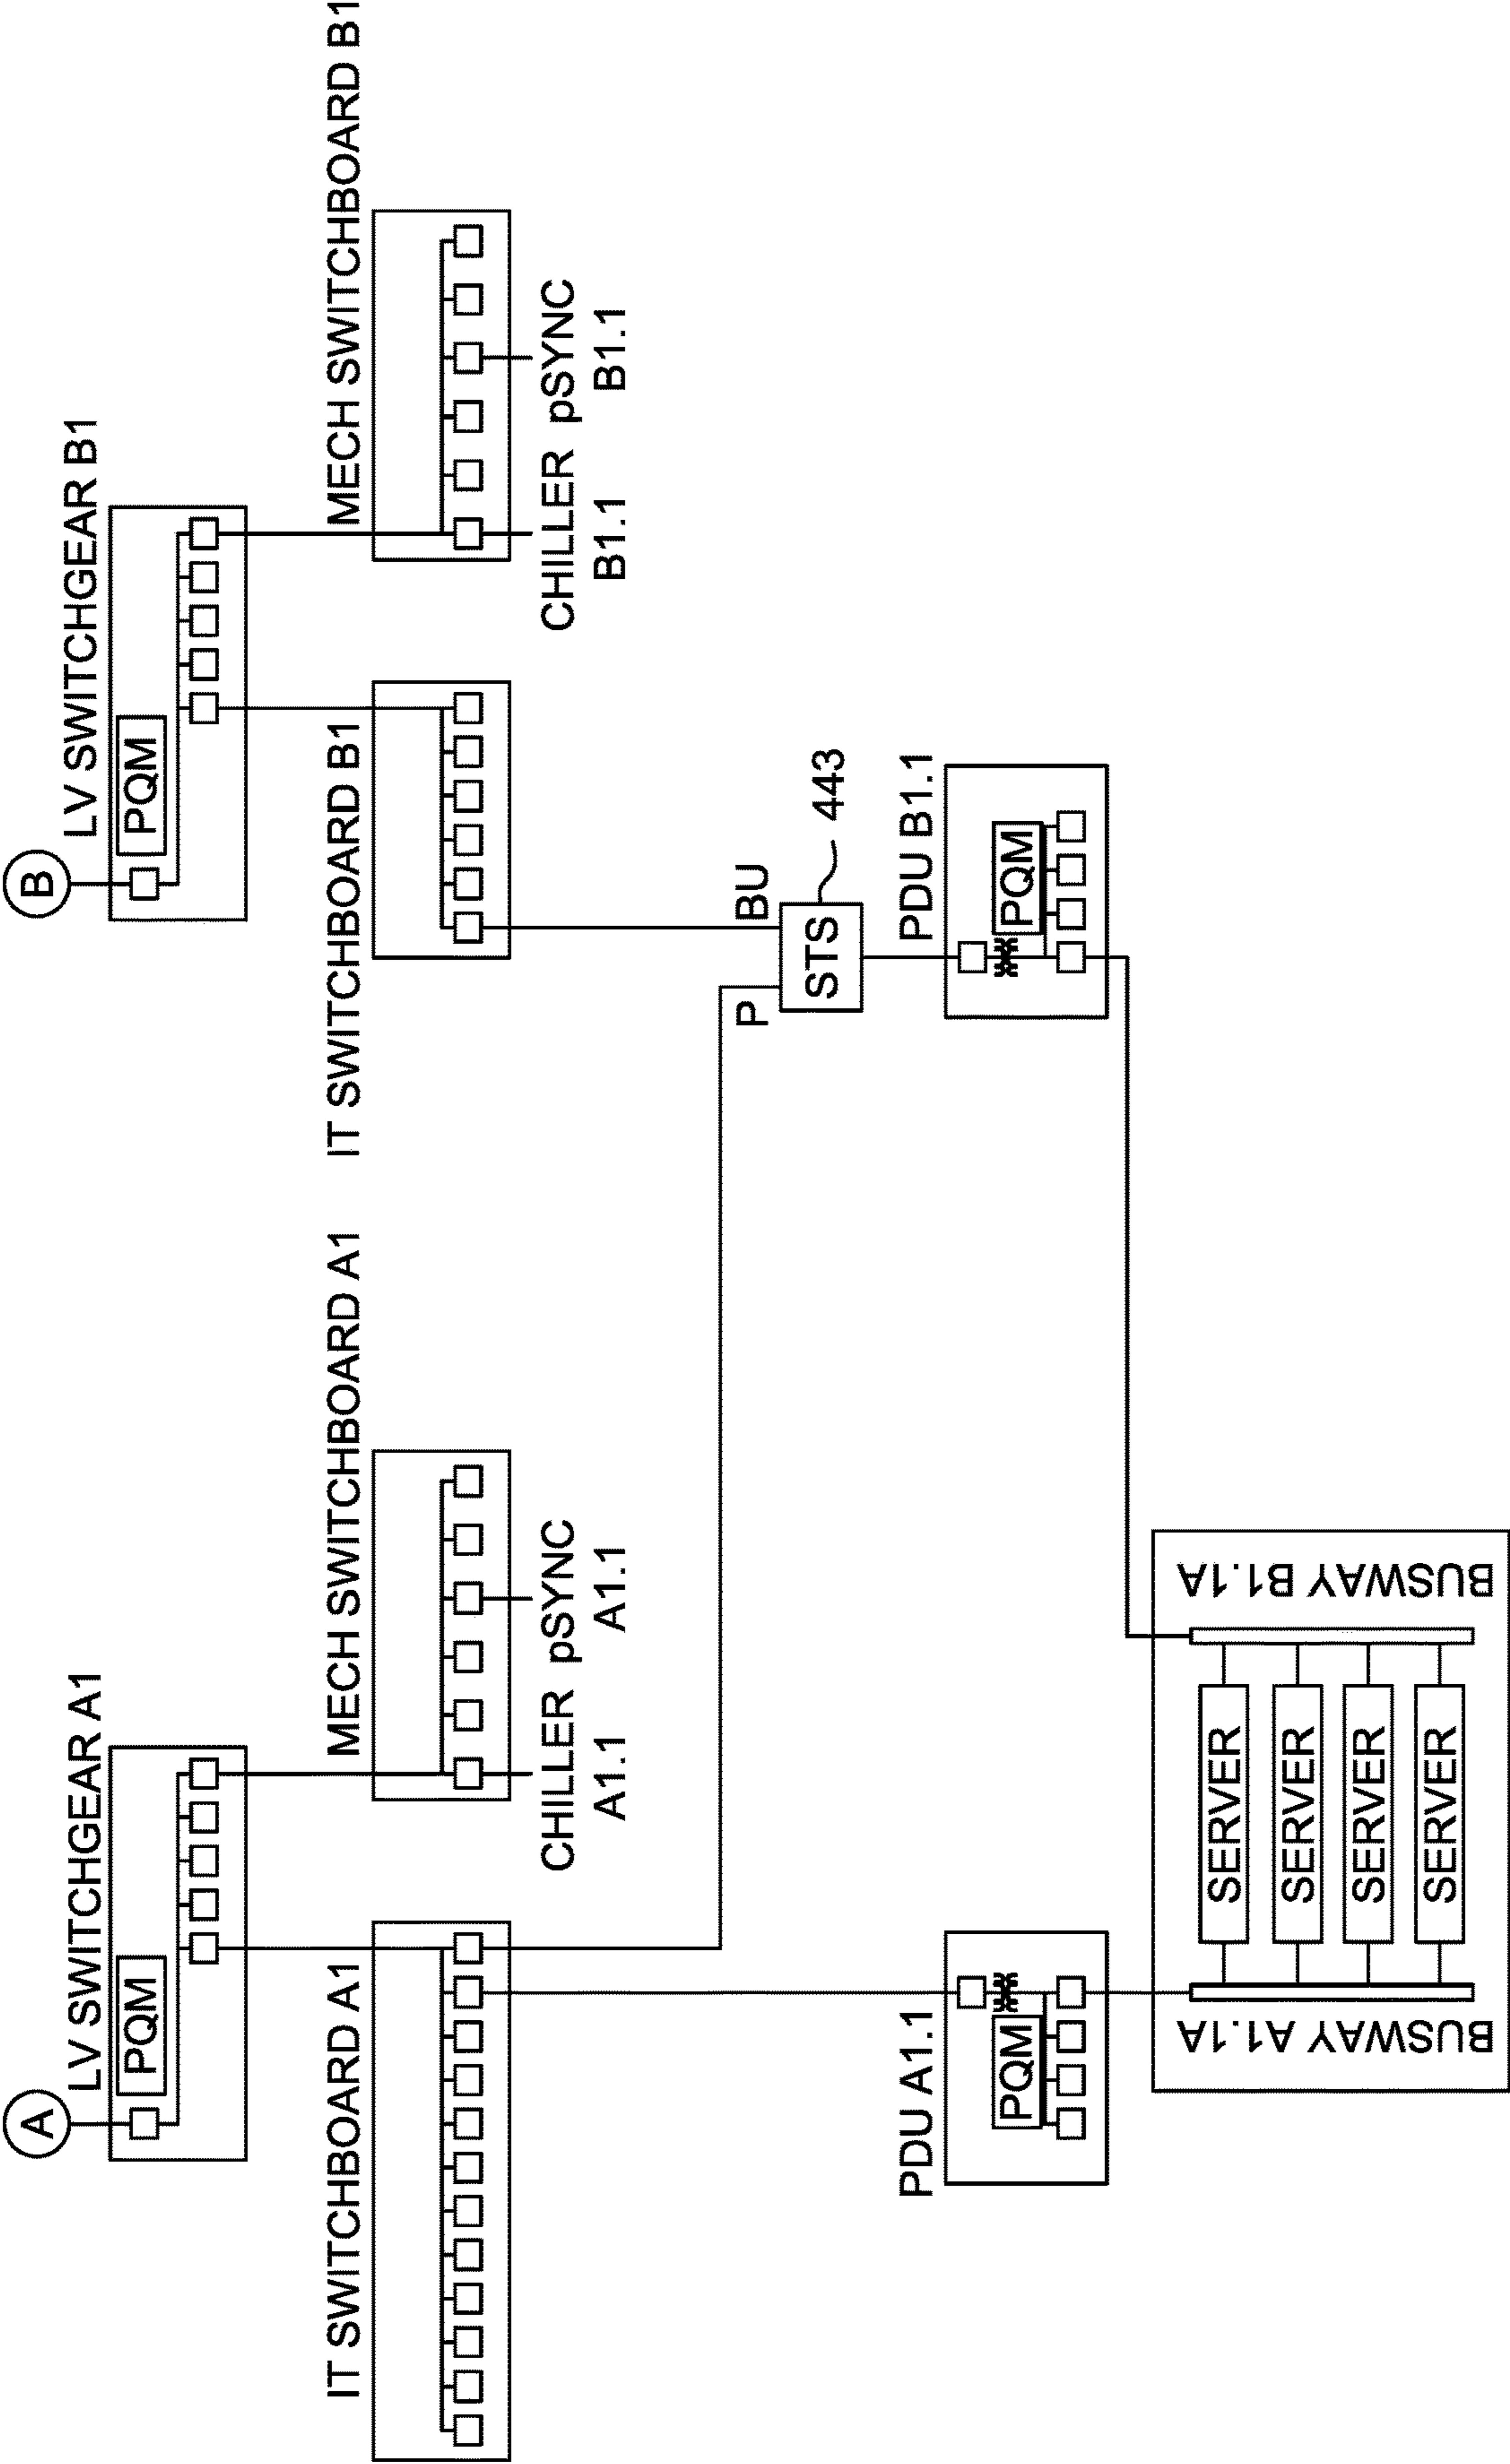 A
LV SWITCHGEAR A1
PQM
B
LV SWITCHGEAR B1
PQM
IT SWITCHBOARD A1
MECH SWITCHBOARD A1
IT SWITCHBOARD B1
MECH SWITCHBOARD B1
CHILLER pSYNC
A1.1 A1.1
CHILLER pSYNC
B1.1 B1.1
P
BU
STS
443
PDU A1.1
PQM
PDU B1.1
PQM
BUSWAY A1.1A
SERVER
SERVER
SERVER
SERVER
BUSWAY B1.1A